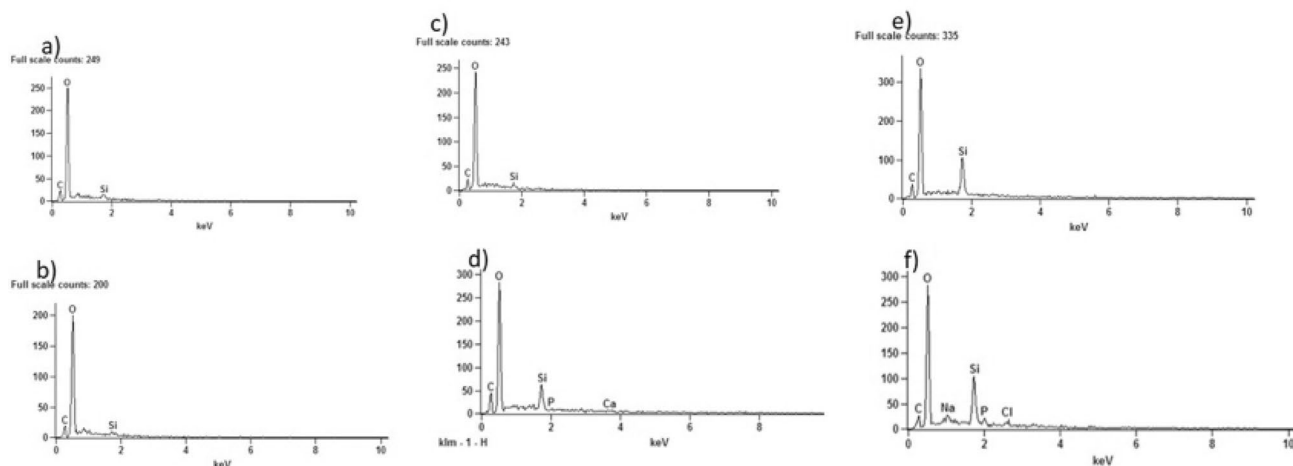 a)
Full scale counts: 249
O
250
200
150
100
50
0
C
Si
0 2 4 6 8 10
keV
b)
Full scale counts: 200
O
200
150
100
50
0
C
Si
0 2 4 6 8 10
keV
c)
Full scale counts: 243
O
250
200
150
100
50
0
C
Si
0 2 4 6 8 10
keV
d)
O
300
250
200
150
100
50
0
C
Si
P
Ca
0 2 4 6 8
klm - 1 - H
keV
e)
Full scale counts: 335
O
300
200
100
0
C
Si
0 2 4 6 8 10
keV
f)
O
300
250
200
150
100
50
0
C
Na
Si
P
Cl
0 2 4 6 8 10
keV